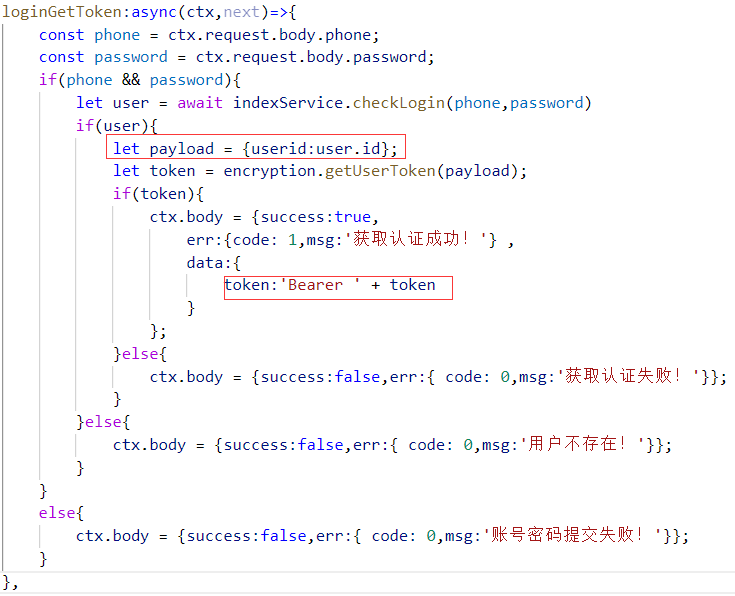 loginGetToken:async(ctx,next)=>{
const phone = ctx.request.body.phone;
const password = ctx.request.body.password;
if(phone && password){
let user = await indexService.checkLogin(phone,password)
if(user){
let payload = {userid:user.id};
let token = encryption.getUserToken(payload);
if(token){
ctx.body = {success:true,
err:{code: 1,msg:'获取认证成功！'} ,
data:{
token:'Bearer ' + token
}
};
}else{
ctx.body = {success:false,err:{ code: 0,msg:'获取认证失败！'}};
}
}else{
ctx.body = {success:false,err:{ code: 0,msg:'用户不存在！'}};
}
}
else{
ctx.body = {success:false,err:{ code: 0,msg:'账号密码提交失败！'}};
}
},